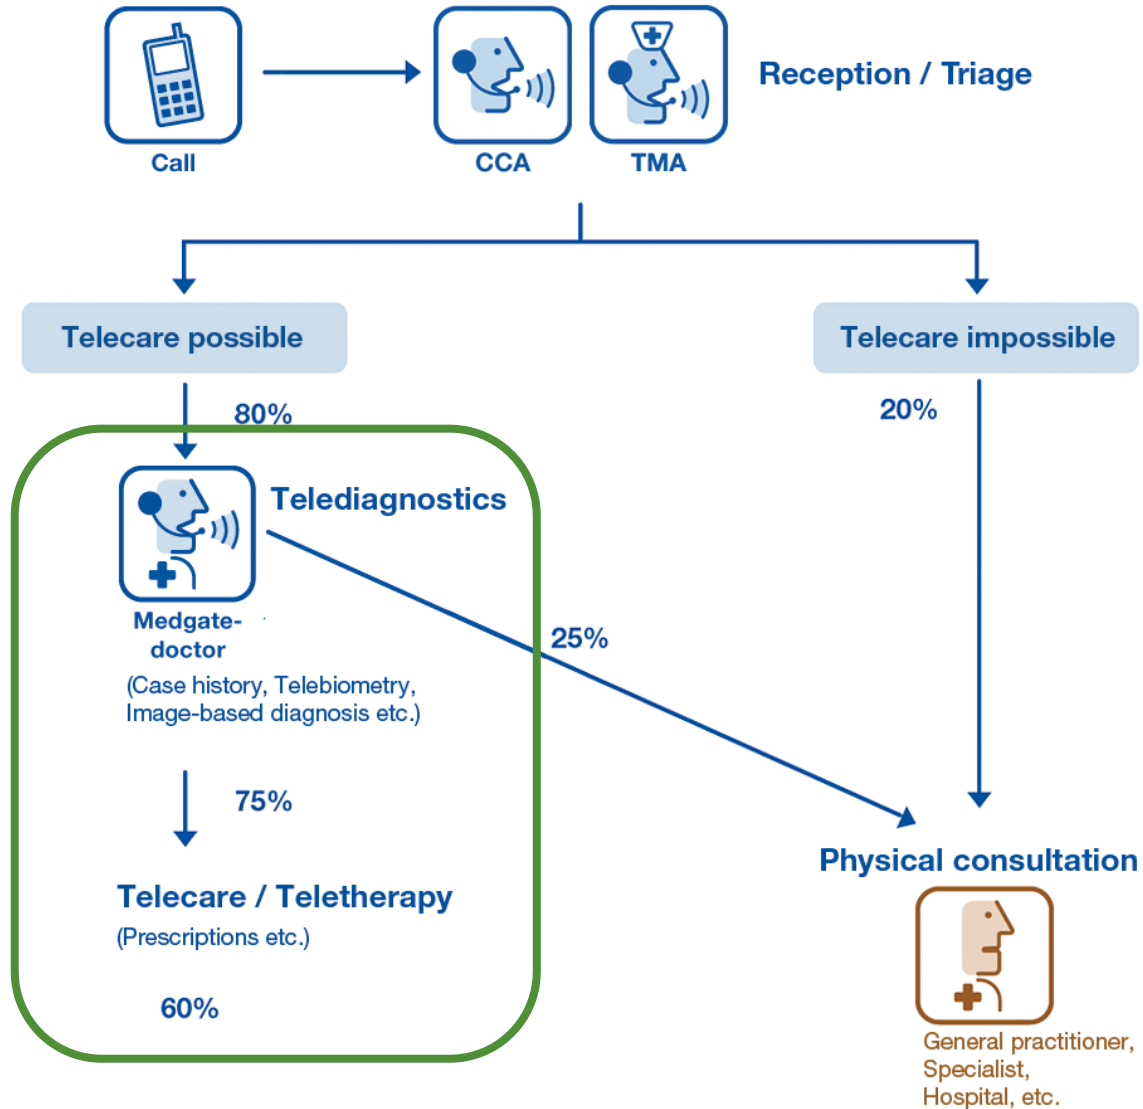 Call
CCA
TMA
Reception / Triage
Telecare possible
Telecare impossible
80%
20%
Telediagnostics
Medgate-
doctor
(Case history, Telebiometry,
Image-based diagnosis etc.)
25%
75%
Telecare / Teletherapy
(Prescriptions etc.)
60%
Physical consultation
General practitioner,
Specialist,
Hospital, etc.